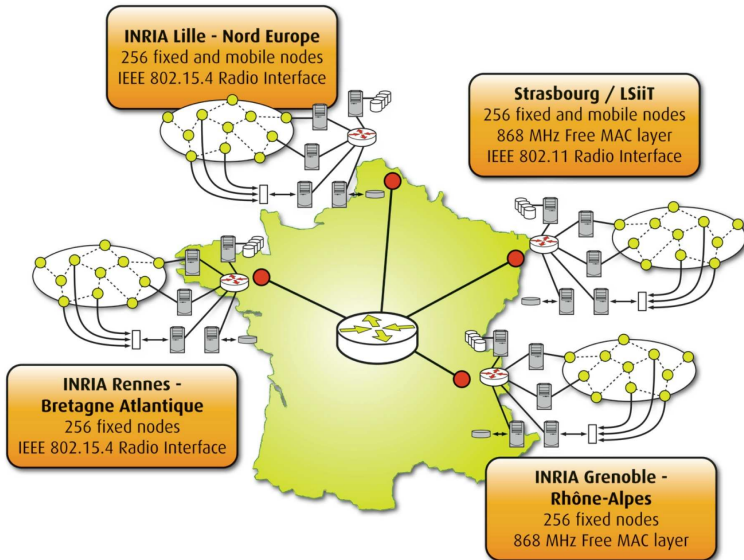 INRIA Lille - Nord Europe
256 fixed and mobile nodes
IEEE 802.15.4 Radio Interface
Strasbourg / LSiiT
256 fixed and mobile nodes
868 MHz Free MAC layer
IEEE 802.11 Radio Interface
INRIA Rennes -
Bretagne Atlantique
256 fixed nodes
IEEE 802.15.4 Radio Interface
INRIA Grenoble -
Rhône-Alpes
256 fixed nodes
868 MHz Free MAC layer